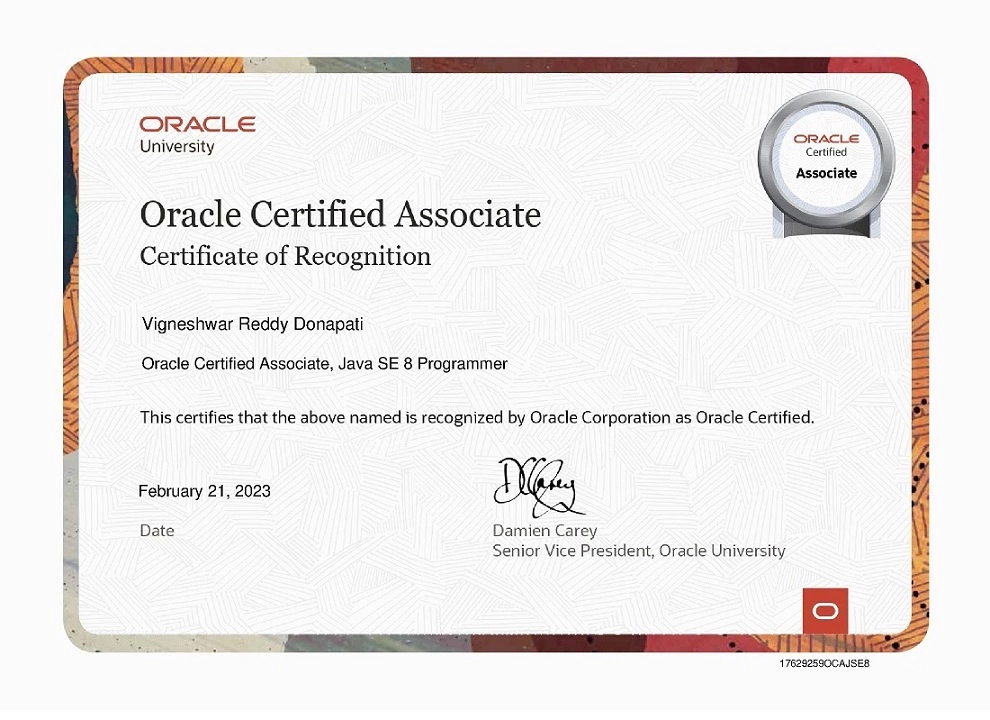 ORACLE
University
ORACLE
Certified
Associate
Oracle Certified Associate
Certificate of Recognition
Vigneshwar Reddy Donapati
Oracle Certified Associate, Java SE 8 Programmer
This certifies that the above named is recognized by Oracle Corporation as Oracle Certified.
DCCarey
February 21, 2023
Date
Damien Carey
Senior Vice President, Oracle University
17629259OCAJSE8